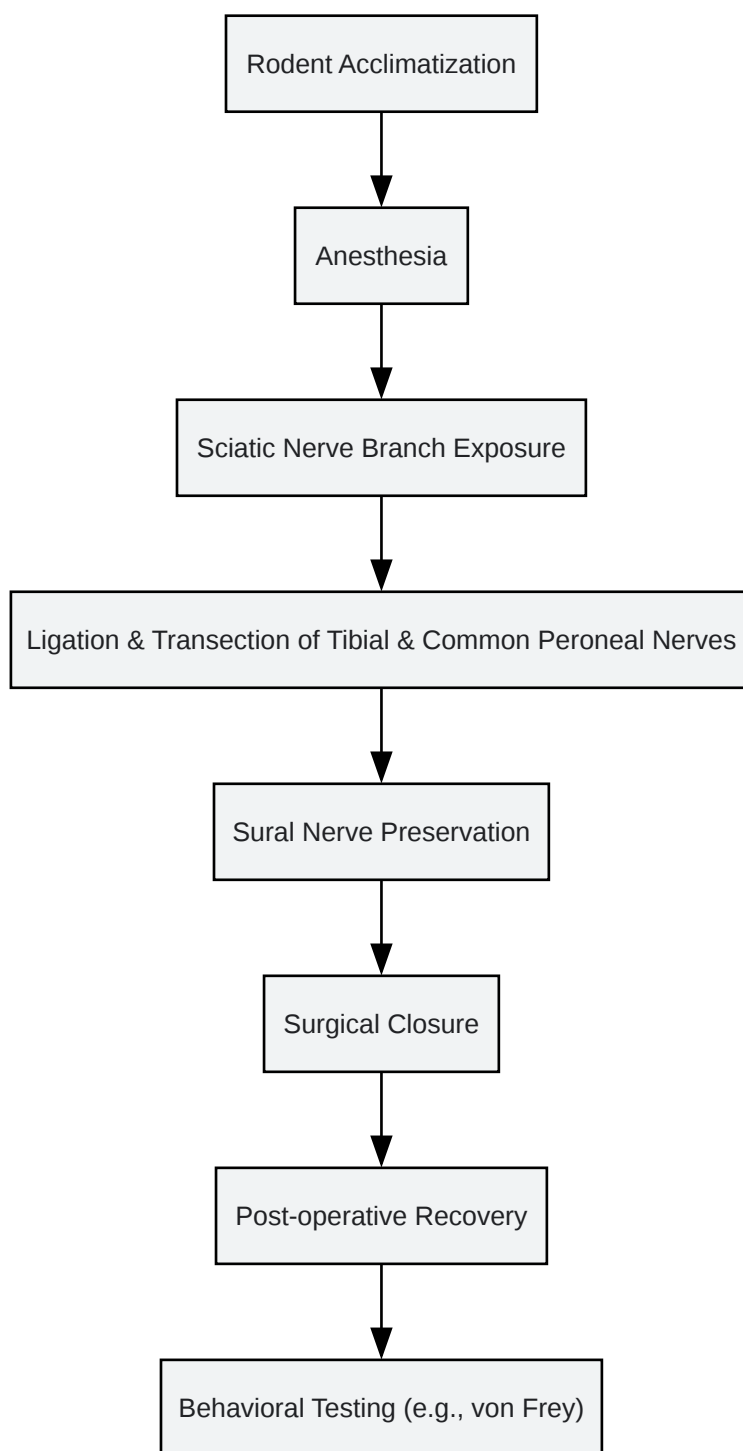 Rodent Acclimatization
Anesthesia
Sciatic Nerve Branch Exposure
Ligation & Transection of Tibial & Common Peroneal Nerves
Sural Nerve Preservation
Surgical Closure
Post-operative Recovery
Behavioral Testing (e.g., von Frey)